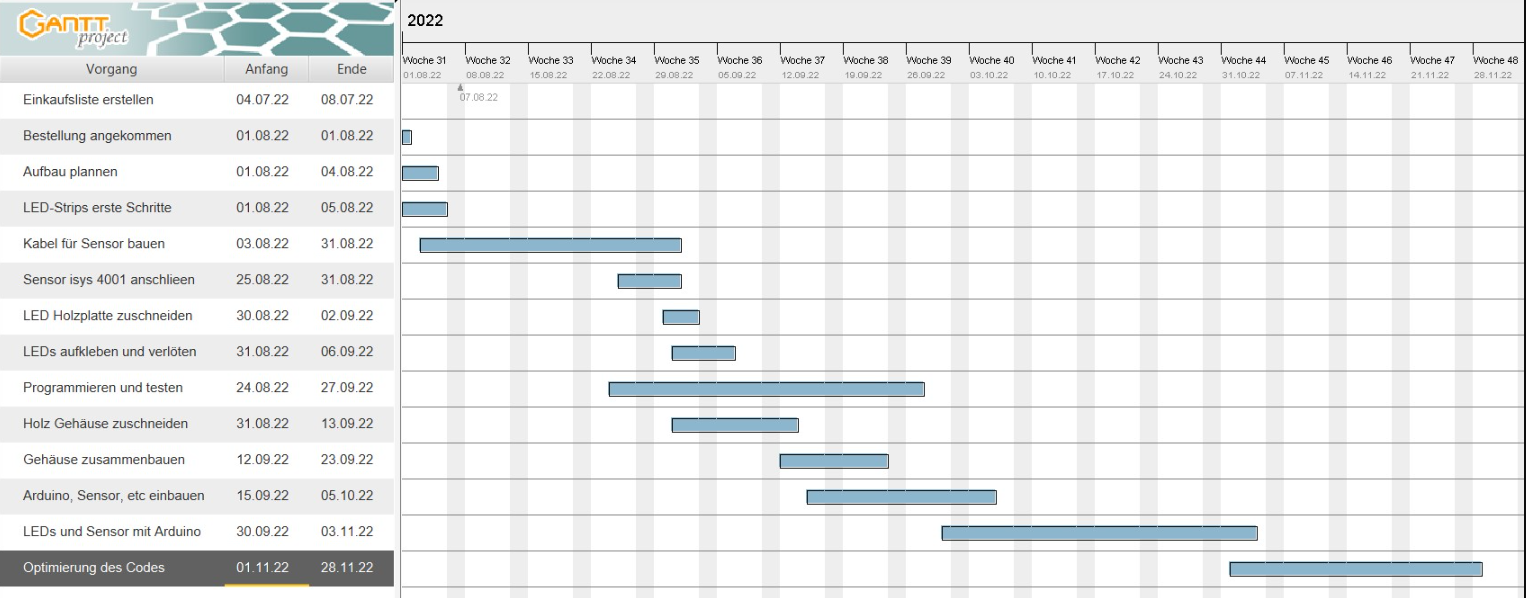 GANTT
project
2022
Woche 31 Woche 32 Woche 33 Woche 34 Woche 35 Woche 36 Woche 37 Woche 38 Woche 39 Woche 40 Woche 41 Woche 42 Woche 43 Woche 44 Woche 45 Woche 46 Woche 47 Woche 48
Vorgang Anfang Ende
01.08.22 08.08.22 15.08.22 22.08.22 29.08.22 05.09.22 12.09.22 19.09.22 26.09.22 03.10.22 10.10.22 17.10.22 24.10.22 31.10.22 07.11.22 14.11.22 21.11.22 28.11.22
07.08.22
Einkaufsliste erstellen 04.07.22 08.07.22
Bestellung angekommen 01.08.22 01.08.22
Aufbau plannen 01.08.22 04.08.22
LED-Strips erste Schritte 01.08.22 05.08.22
Kabel für Sensor bauen 03.08.22 31.08.22
Sensor isys 4001 anschlieen 25.08.22 31.08.22
LED Holzplatte zuschneiden 30.08.22 02.09.22
LEDs aufkleben und verlöten 31.08.22 06.09.22
Programmieren und testen 24.08.22 27.09.22
Holz Gehäuse zuschneiden 31.08.22 13.09.22
Gehäuse zusammenbauen 12.09.22 23.09.22
Arduino, Sensor, etc einbauen 15.09.22 05.10.22
LEDs und Sensor mit Arduino 30.09.22 03.11.22
Optimierung des Codes 01.11.22 28.11.22